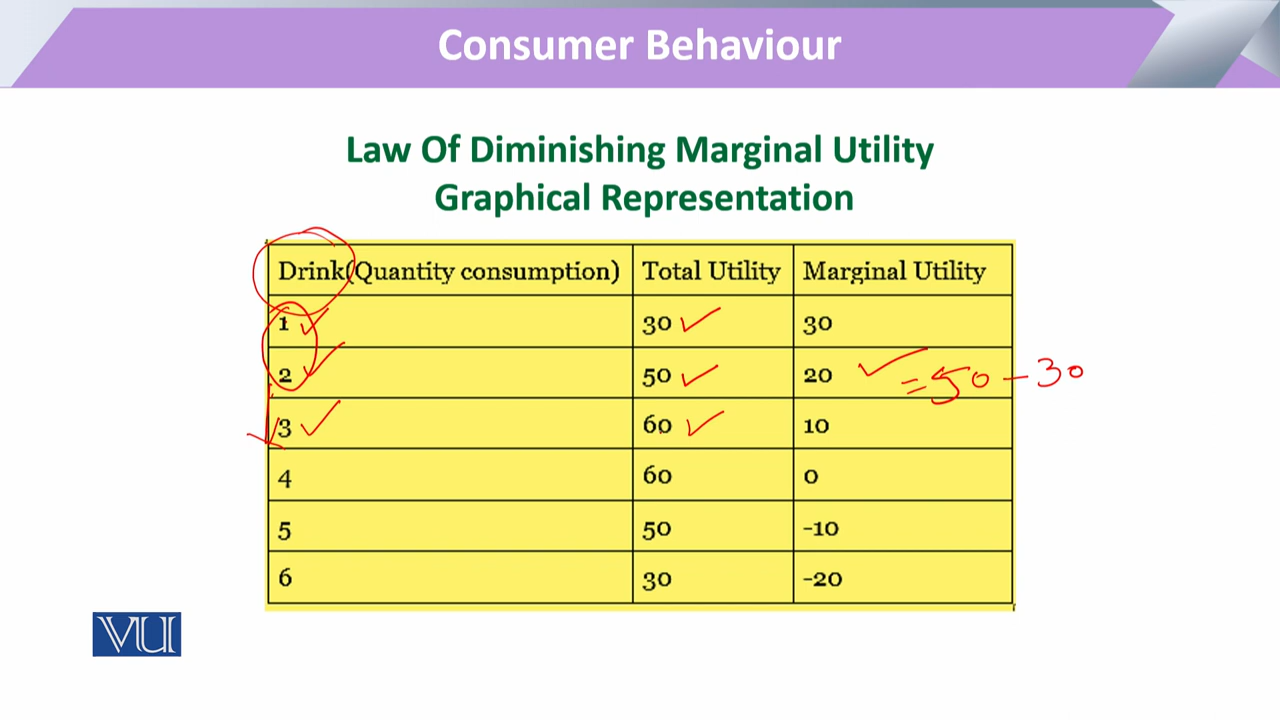 Consumer Behaviour
Law Of Diminishing Marginal Utility
Graphical Representation
Drink(Quantity consumption) Total Utility Marginal Utility
1 30 30
2 50 20 =50-30
3 60 10
4 60 0
5 50 -10
6 30 -20
VU